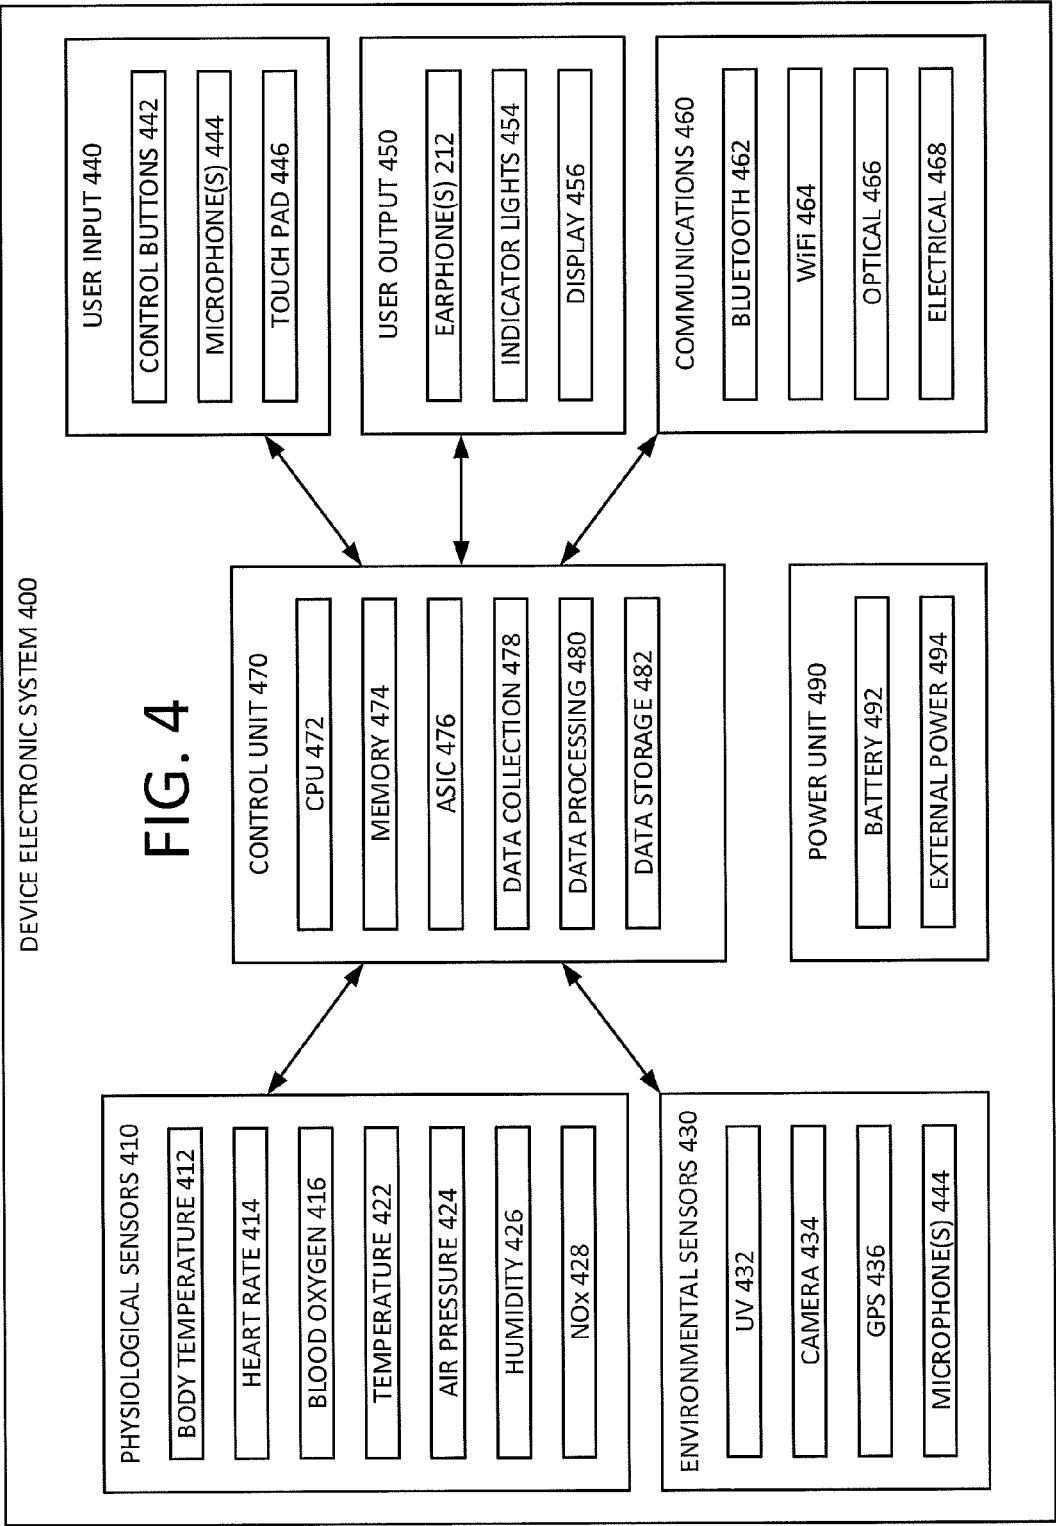 DEVICE ELECTRONIC SYSTEM 400
FIG. 4
PHYSIOLOGICAL SENSORS 410
BODY TEMPERATURE 412
HEART RATE 414
BLOOD OXYGEN 416
TEMPERATURE 422
AIR PRESSURE 424
HUMIDITY 426
NOx 428
ENVIRONMENTAL SENSORS 430
UV 432
CAMERA 434
GPS 436
MICROPHONE(S) 444
CONTROL UNIT 470
CPU 472
MEMORY 474
ASIC 476
DATA COLLECTION 478
DATA PROCESSING 480
DATA STORAGE 482
POWER UNIT 490
BATTERY 492
EXTERNAL POWER 494
USER INPUT 440
CONTROL BUTTONS 442
MICROPHONE(S) 444
TOUCH PAD 446
USER OUTPUT 450
EARPHONE(S) 212
INDICATOR LIGHTS 454
DISPLAY 456
COMMUNICATIONS 460
BLUETOOTH 462
WiFi 464
OPTICAL 466
ELECTRICAL 468